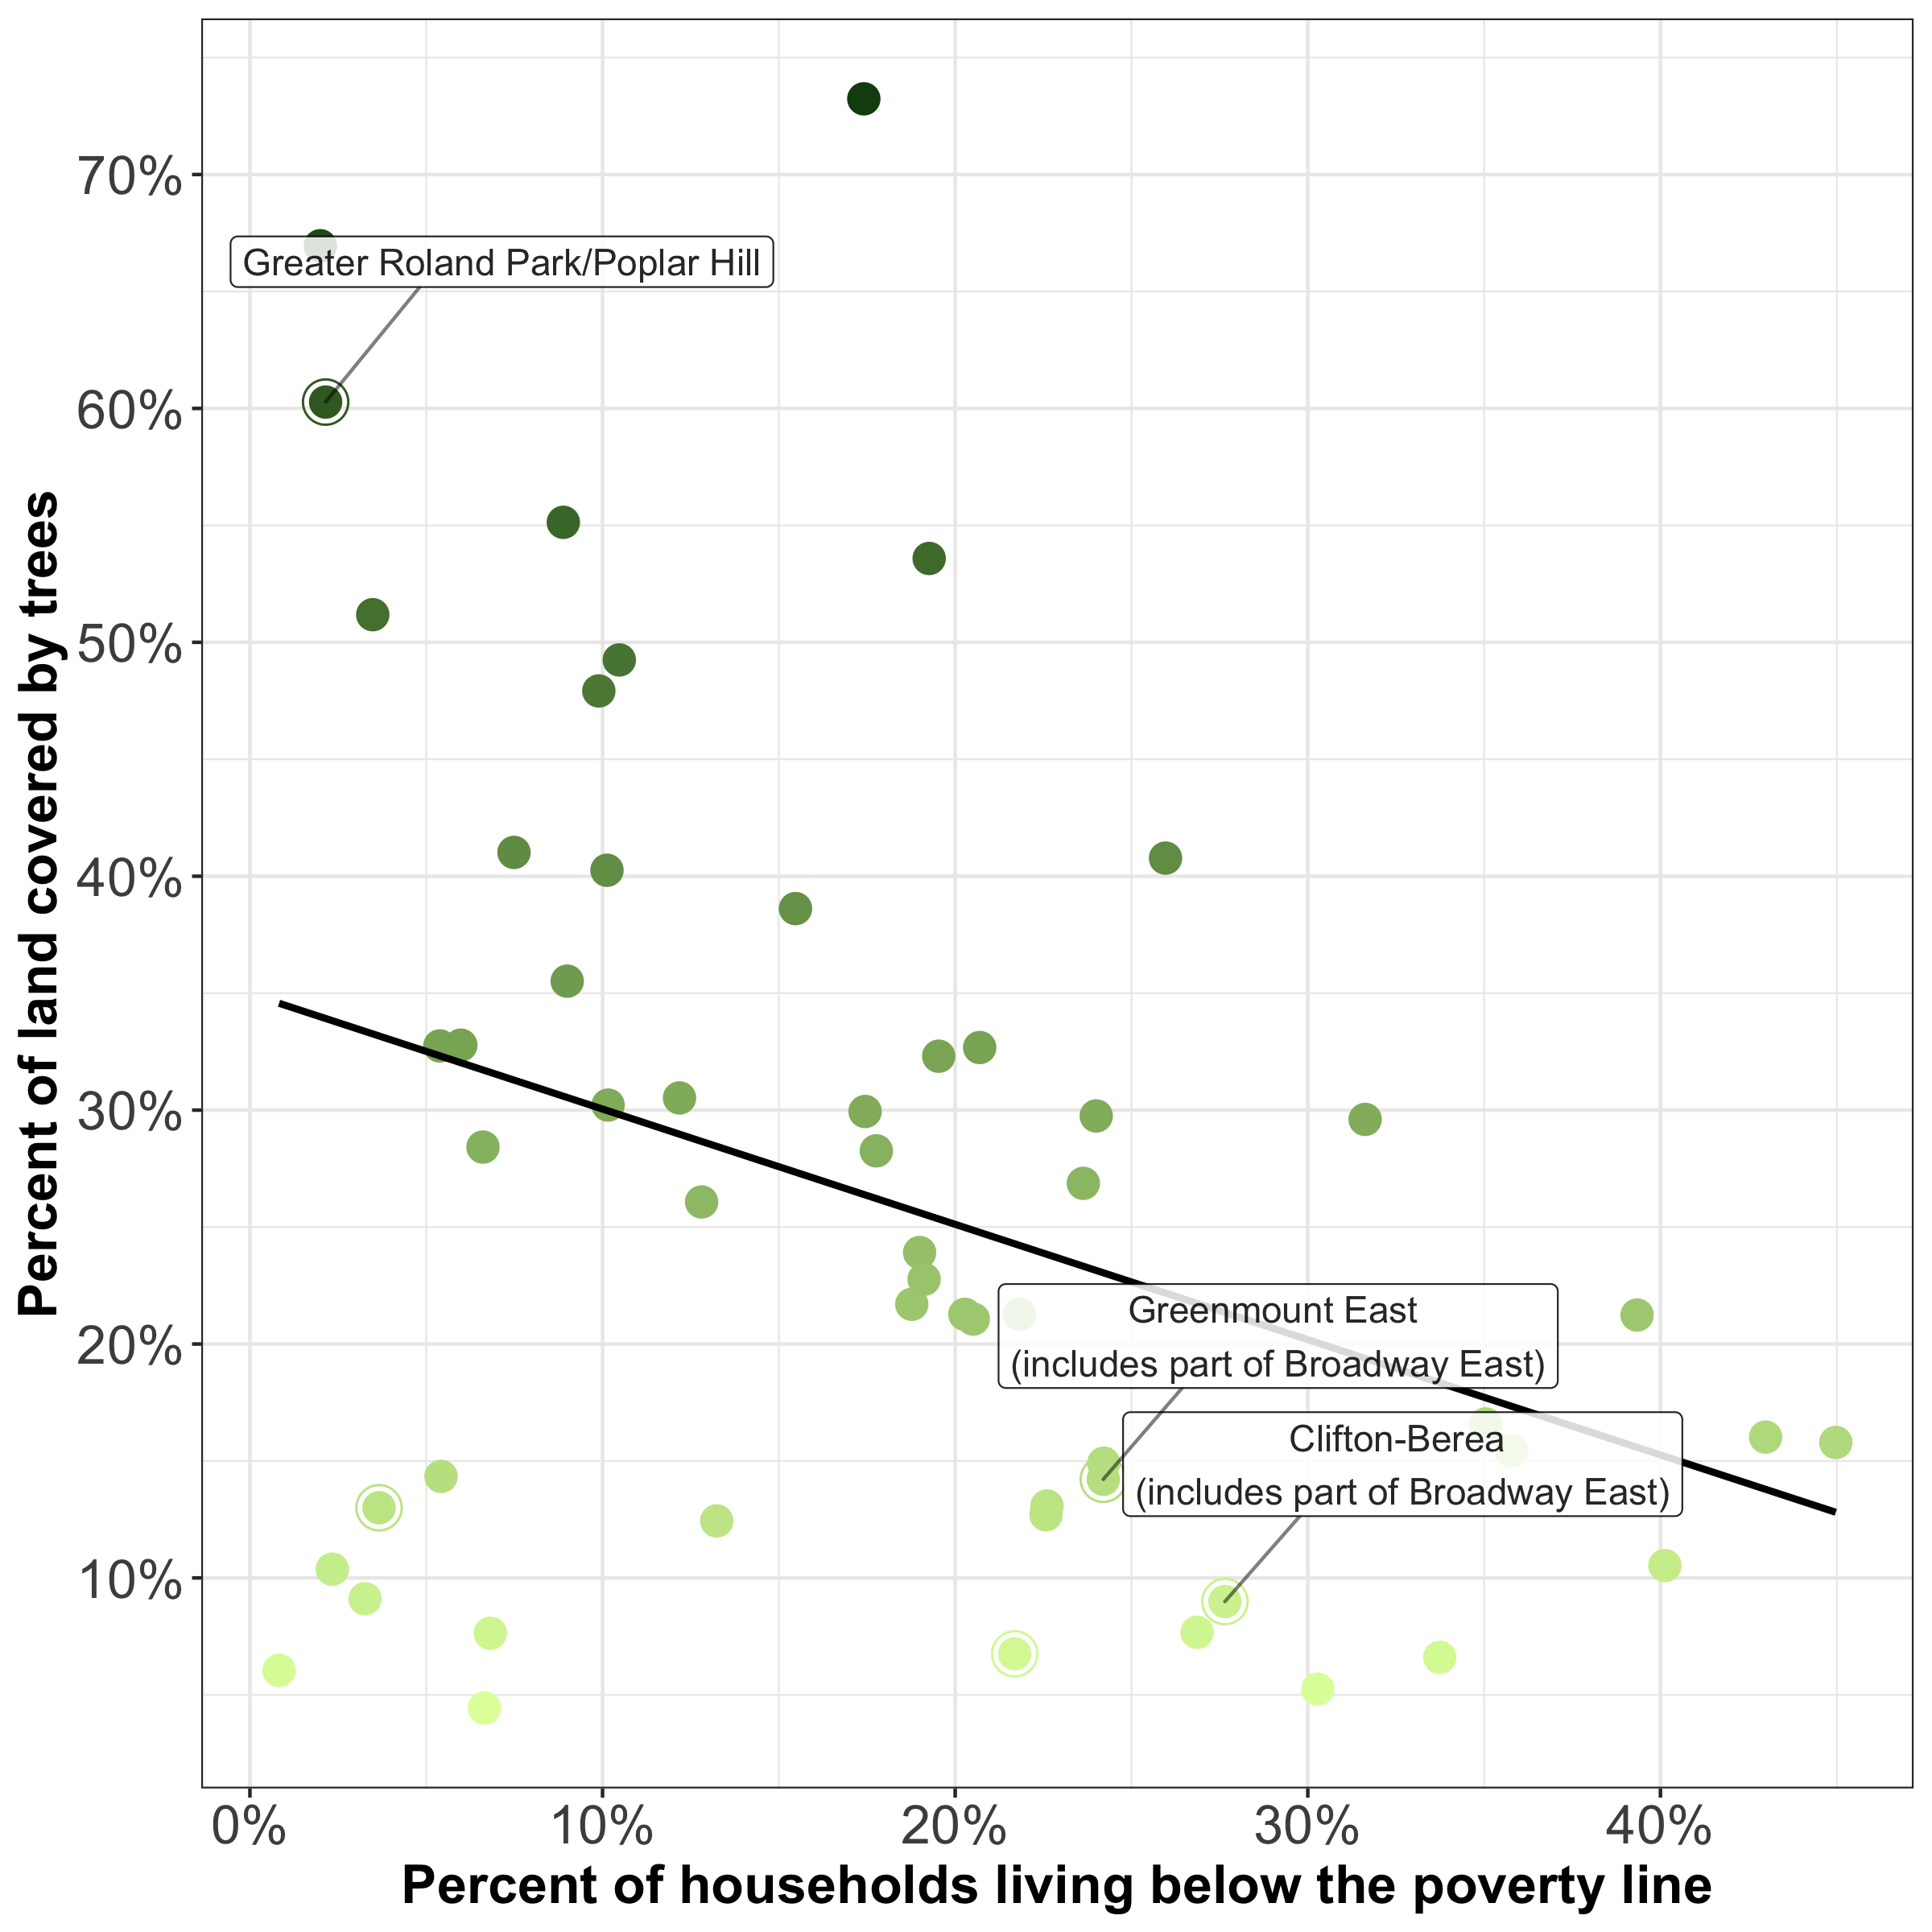 Percent of land covered by trees
70%
60%
50%
40%
30%
20%
10%
Greater Roland Park/Poplar Hill
Greenmount East
(includes part of Broadway East)
Clifton-Berea
(includes part of Broadway East)
0%
10%
20%
30%
40%
Percent of households living below the poverty line